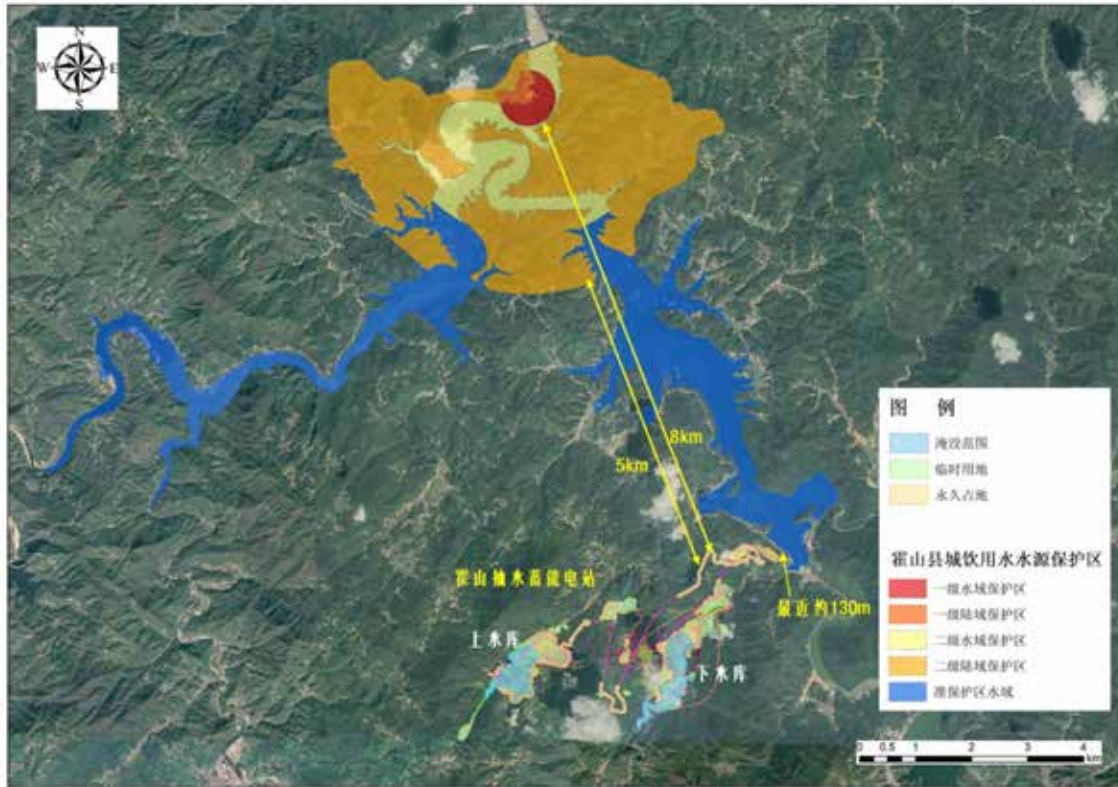 N
W E
S
8km
5km
霍山抽水蓄能电站
最近约130m
上水库
下水库
图 例
淹没范围
临时用地
永久占地
霍山县城饮用水水源保护区
一级水域保护区
一级陆域保护区
二级水域保护区
二级陆域保护区
准保护区水域
0 0.5 1 2 3 4
km